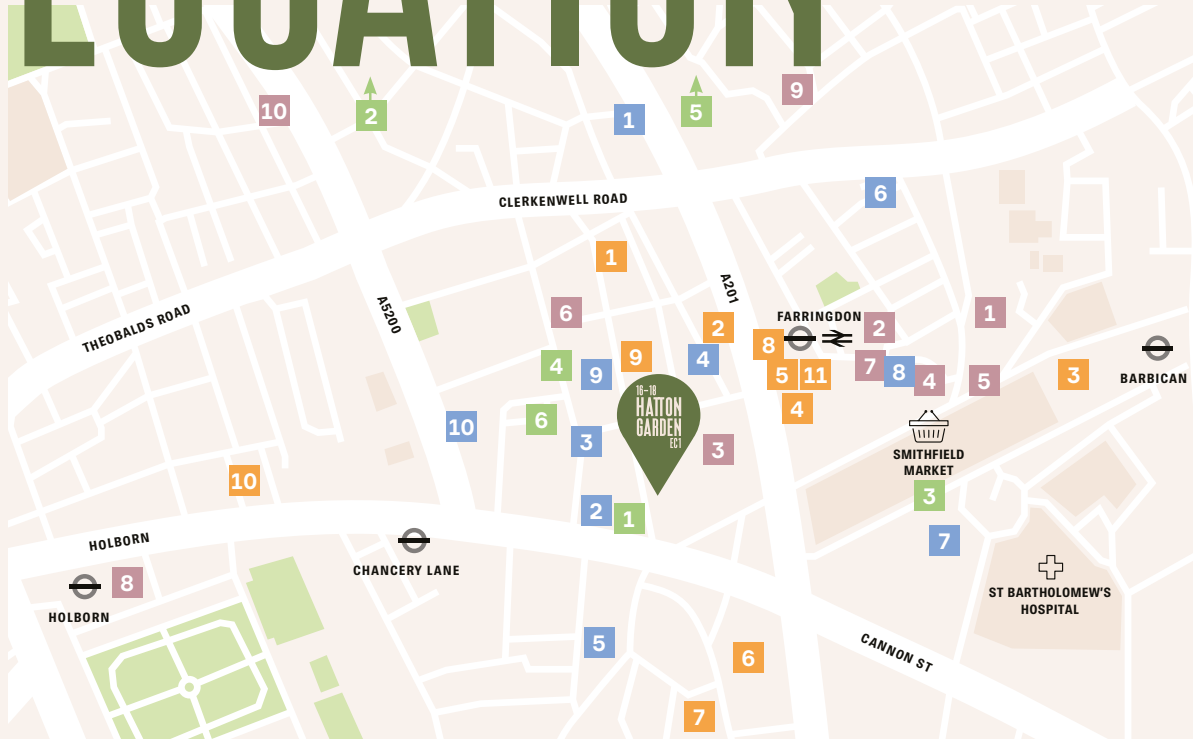 LOCATION
9
10
2
5
1
6
CLERKENWELL ROAD
1
A201
A5200
THEOBALDS ROAD
6
1
FARRINGDON
2
2
8
9
4
4
9
5
11
7
8
4
5
3
BARBICAN
16–18
HATTON
GARDEN
EC1
4
6
10
3
3
SMITHFIELD
MARKET
10
3
2
1
7
HOLBORN
CHANCERY LANE
8
HOLBORN
ST BARTHOLOMEW'S
HOSPITAL
5
6
CANNON ST
7